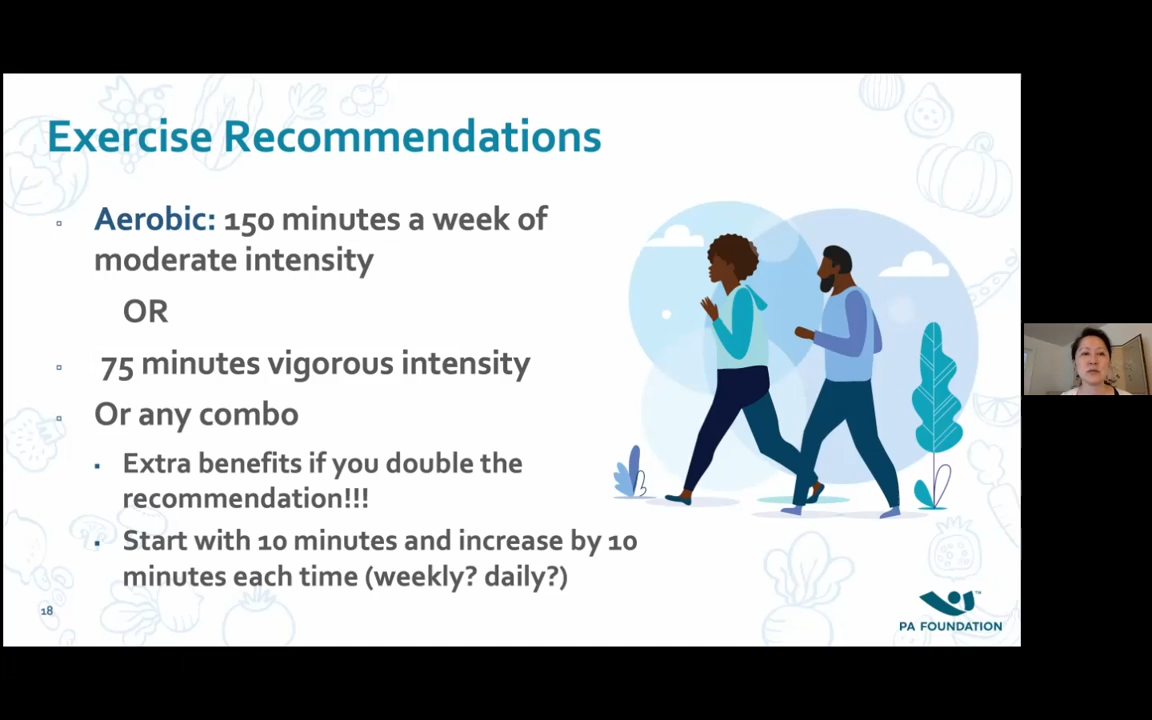 Exercise Recommendations
Aerobic: 150 minutes a week of
moderate intensity
OR
75 minutes vigorous intensity
Or any combo
Extra benefits if you double the
recommendation!!!
Start with 10 minutes and increase by 10
minutes each time (weekly? daily?)
18
PA FOUNDATION™